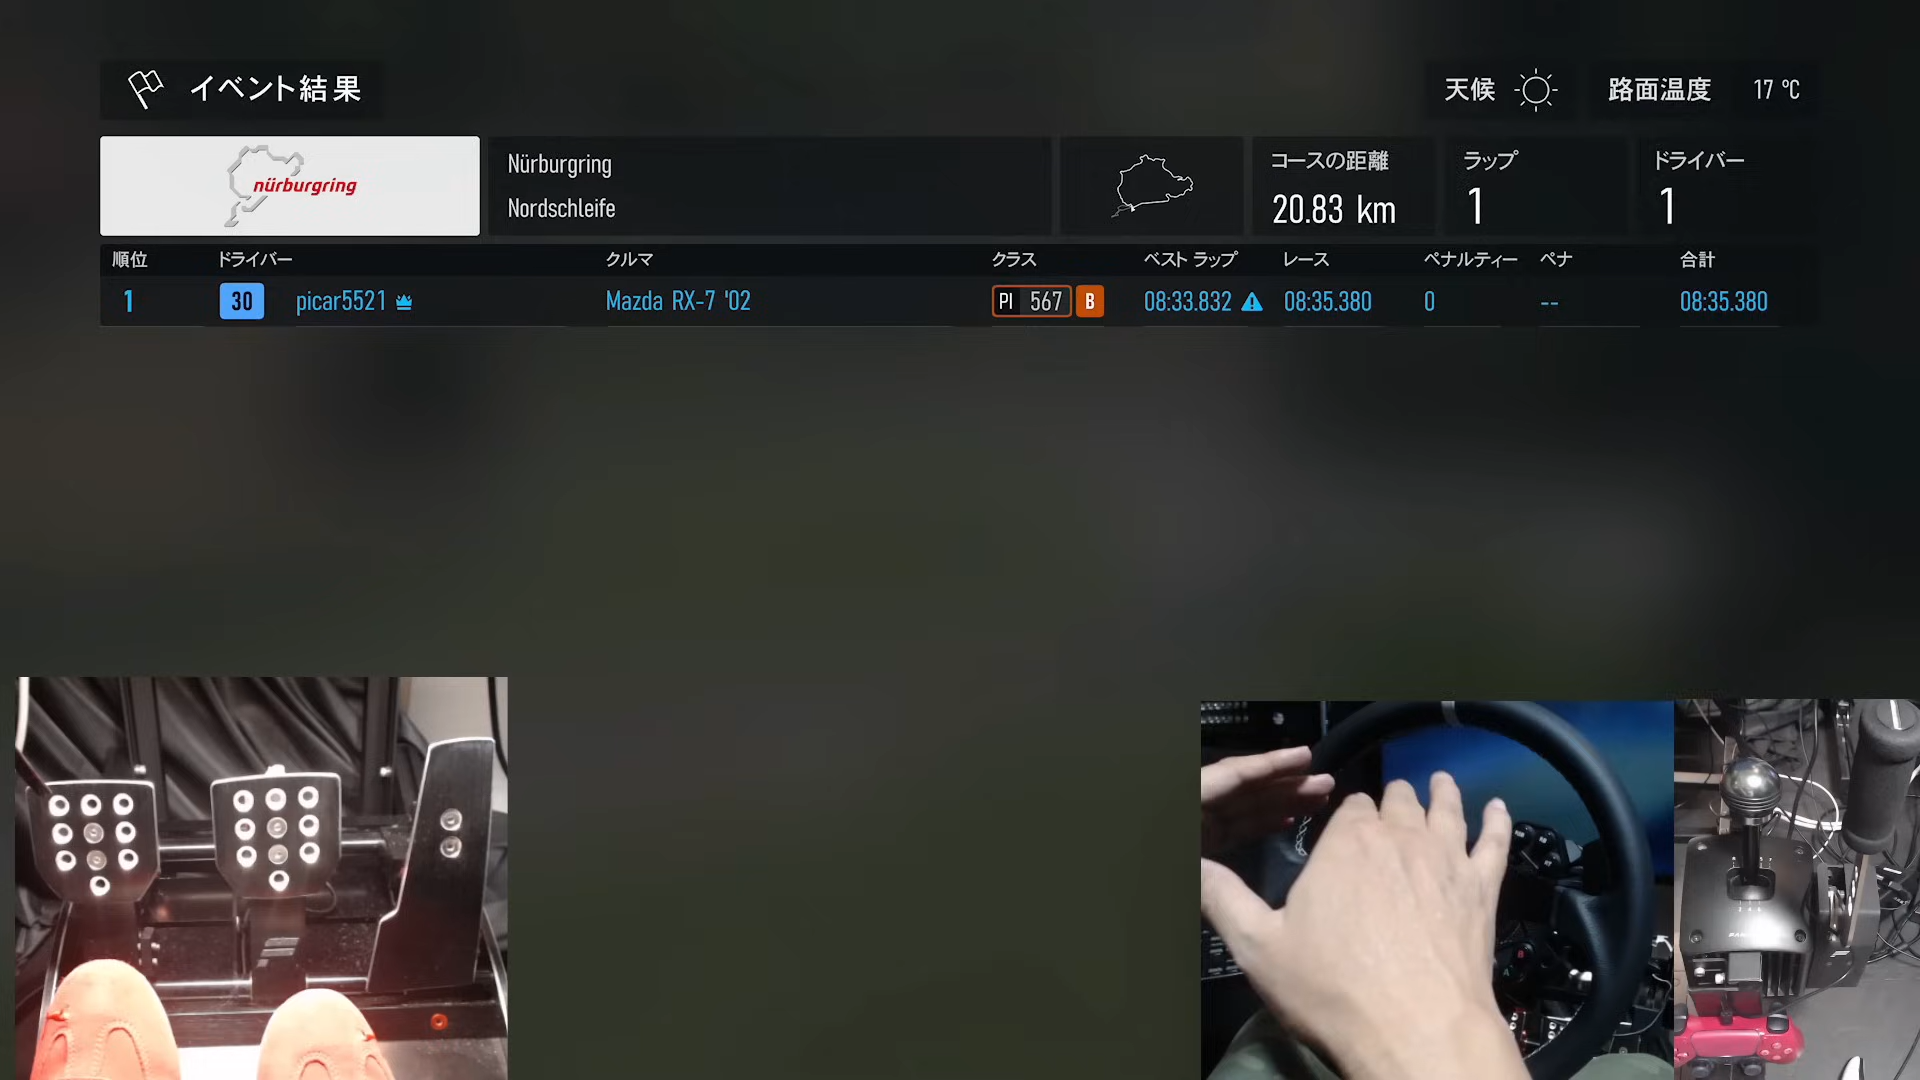 イベント結果
天候
路面温度 17 ℃
nürburgring
Nürburgring
Nordschleife
コースの距離
20.83 km
ラップ
1
ドライバー
1
順位 ドライバー クルマ クラス ベスト ラップ レース ペナルティー ペナ 合計
1 30 picar5521 Mazda RX-7 '02 PI 567 B 08:33.832 08:35.380 0 -- 08:35.380